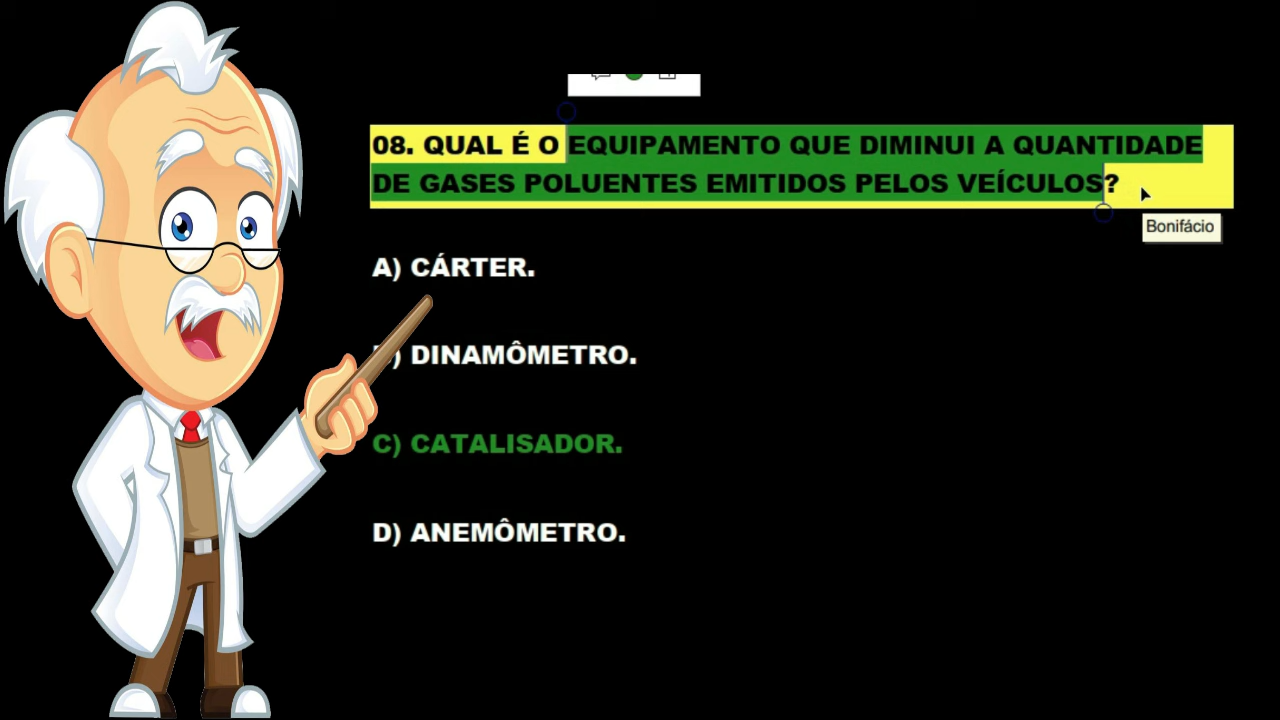 08. QUAL É O EQUIPAMENTO QUE DIMINUI A QUANTIDADE
DE GASES POLUENTES EMITIDOS PELOS VEÍCULOS?
Bonifácio
A) CÁRTER.
) DINAMÔMETRO.
C) CATALISADOR.
D) ANEMÔMETRO.